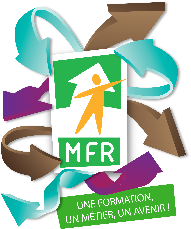 MFR
UNE FORMATION,
UN MÉTIER, UN AVENIR !